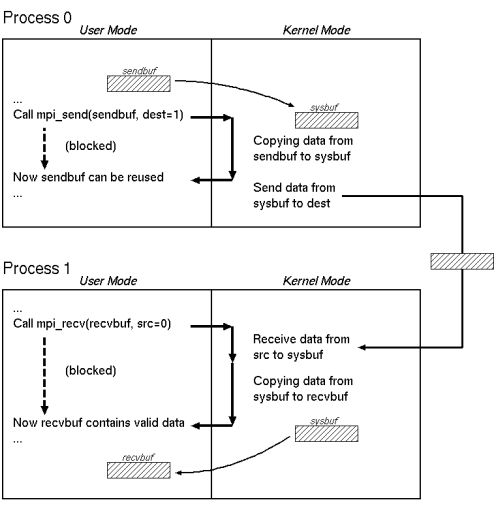 Process 0
User Mode
Kernel Mode
sendbuf
sysbuf
...
Call mpi_send(sendbuf, dest=1)
(blocked)
Now sendbuf can be reused
...
Copying data from
sendbuf to sysbuf
Send data from
sysbuf to dest
Process 1
User Mode
Kernel Mode
...
Call mpi_recv(recvbuf, src=0)
(blocked)
Now recvbuf contains valid data
...
Receive data from
src to sysbuf
Copying data from
sysbuf to recvbuf
sysbuf
recvbuf